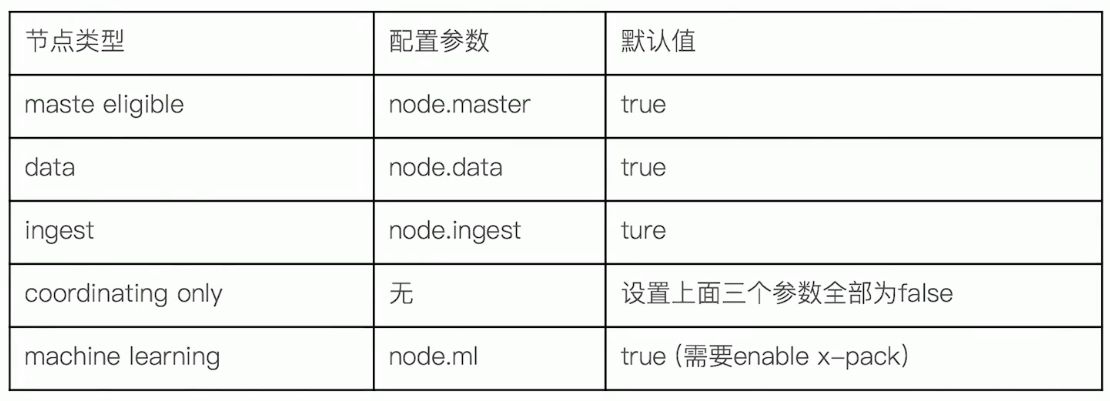 节点类型 配置参数 默认值
maste eligible node.master true
data node.data true
ingest node.ingest ture
coordinating only 无 设置上面三个参数全部为false
machine learning node.ml true (需要enable x-pack)